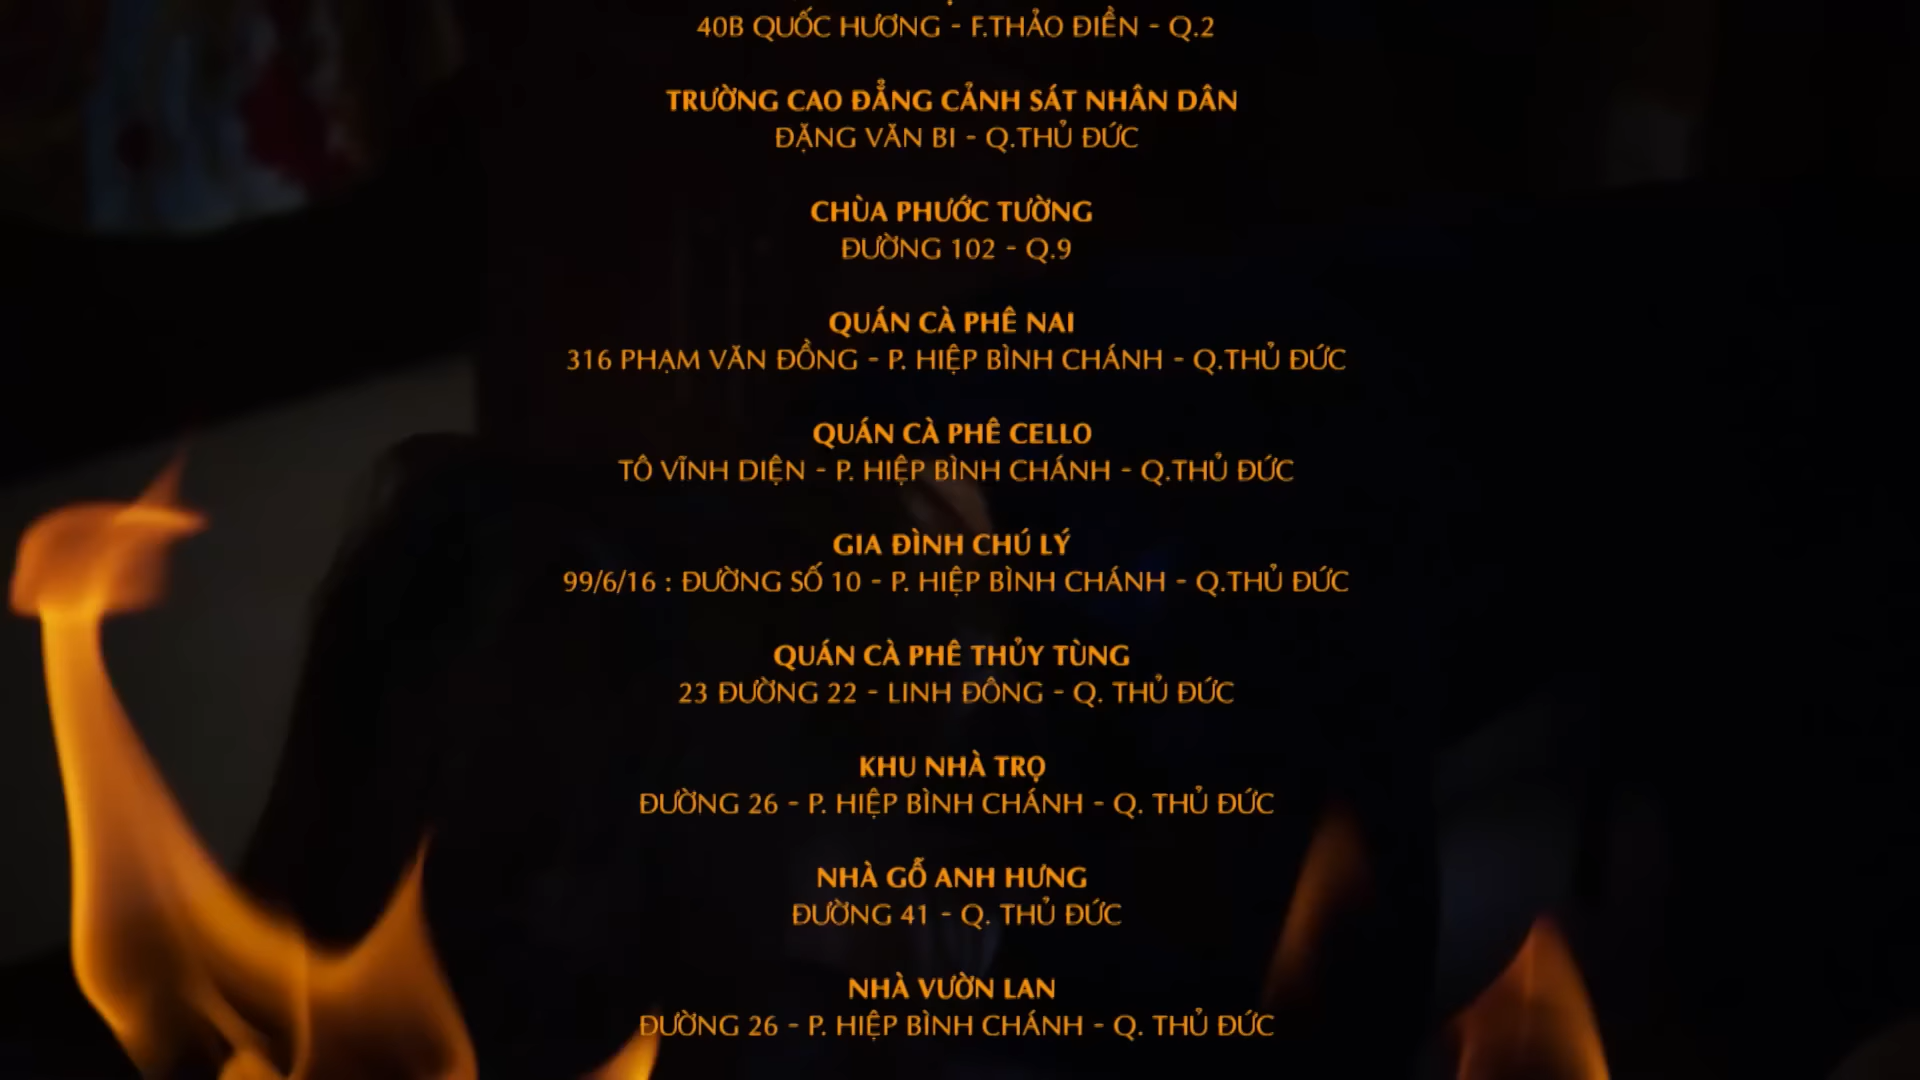 40B QUỐC HƯƠNG - F.THẢO ĐIỀN - Q.2
TRƯỜNG CAO ĐẲNG CẢNH SÁT NHÂN DÂN
ĐẶNG VĂN BI - Q.THỦ ĐỨC
CHÙA PHƯỚC TƯỜNG
ĐƯỜNG 102 - Q.9
QUÁN CÀ PHÊ NAI
316 PHẠM VĂN ĐỒNG - P. HIỆP BÌNH CHÁNH - Q.THỦ ĐỨC
QUÁN CÀ PHÊ CELLO
TÔ VĨNH DIỆN - P. HIỆP BÌNH CHÁNH - Q.THỦ ĐỨC
GIA ĐÌNH CHÚ LÝ
99/6/16 : ĐƯỜNG SỐ 10 - P. HIỆP BÌNH CHÁNH - Q.THỦ ĐỨC
QUÁN CÀ PHÊ THỦY TÙNG
23 ĐƯỜNG 22 - LINH ĐÔNG - Q. THỦ ĐỨC
KHU NHÀ TRỌ
ĐƯỜNG 26 - P. HIỆP BÌNH CHÁNH - Q. THỦ ĐỨC
NHÀ GỖ ANH HƯNG
ĐƯỜNG 41 - Q. THỦ ĐỨC
NHÀ VƯỜN LAN
ĐƯỜNG 26 - P. HIỆP BÌNH CHÁNH - Q. THỦ ĐỨC